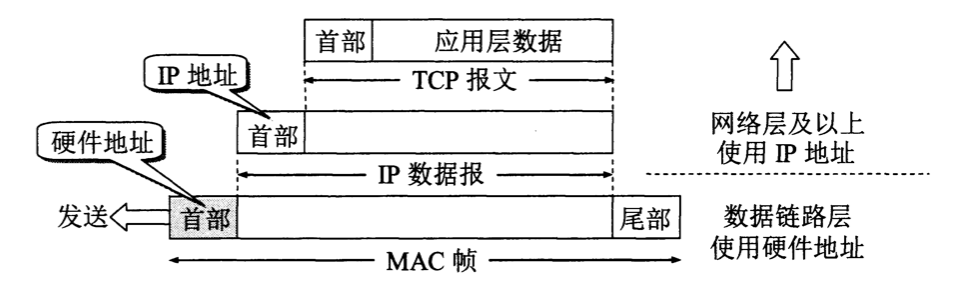 首部 应用层数据
IP 地址
TCP 报文
首部
网络层及以上
使用 IP 地址
硬件地址
IP 数据报
发送 首部 尾部
数据链路层
使用硬件地址
MAC 帧